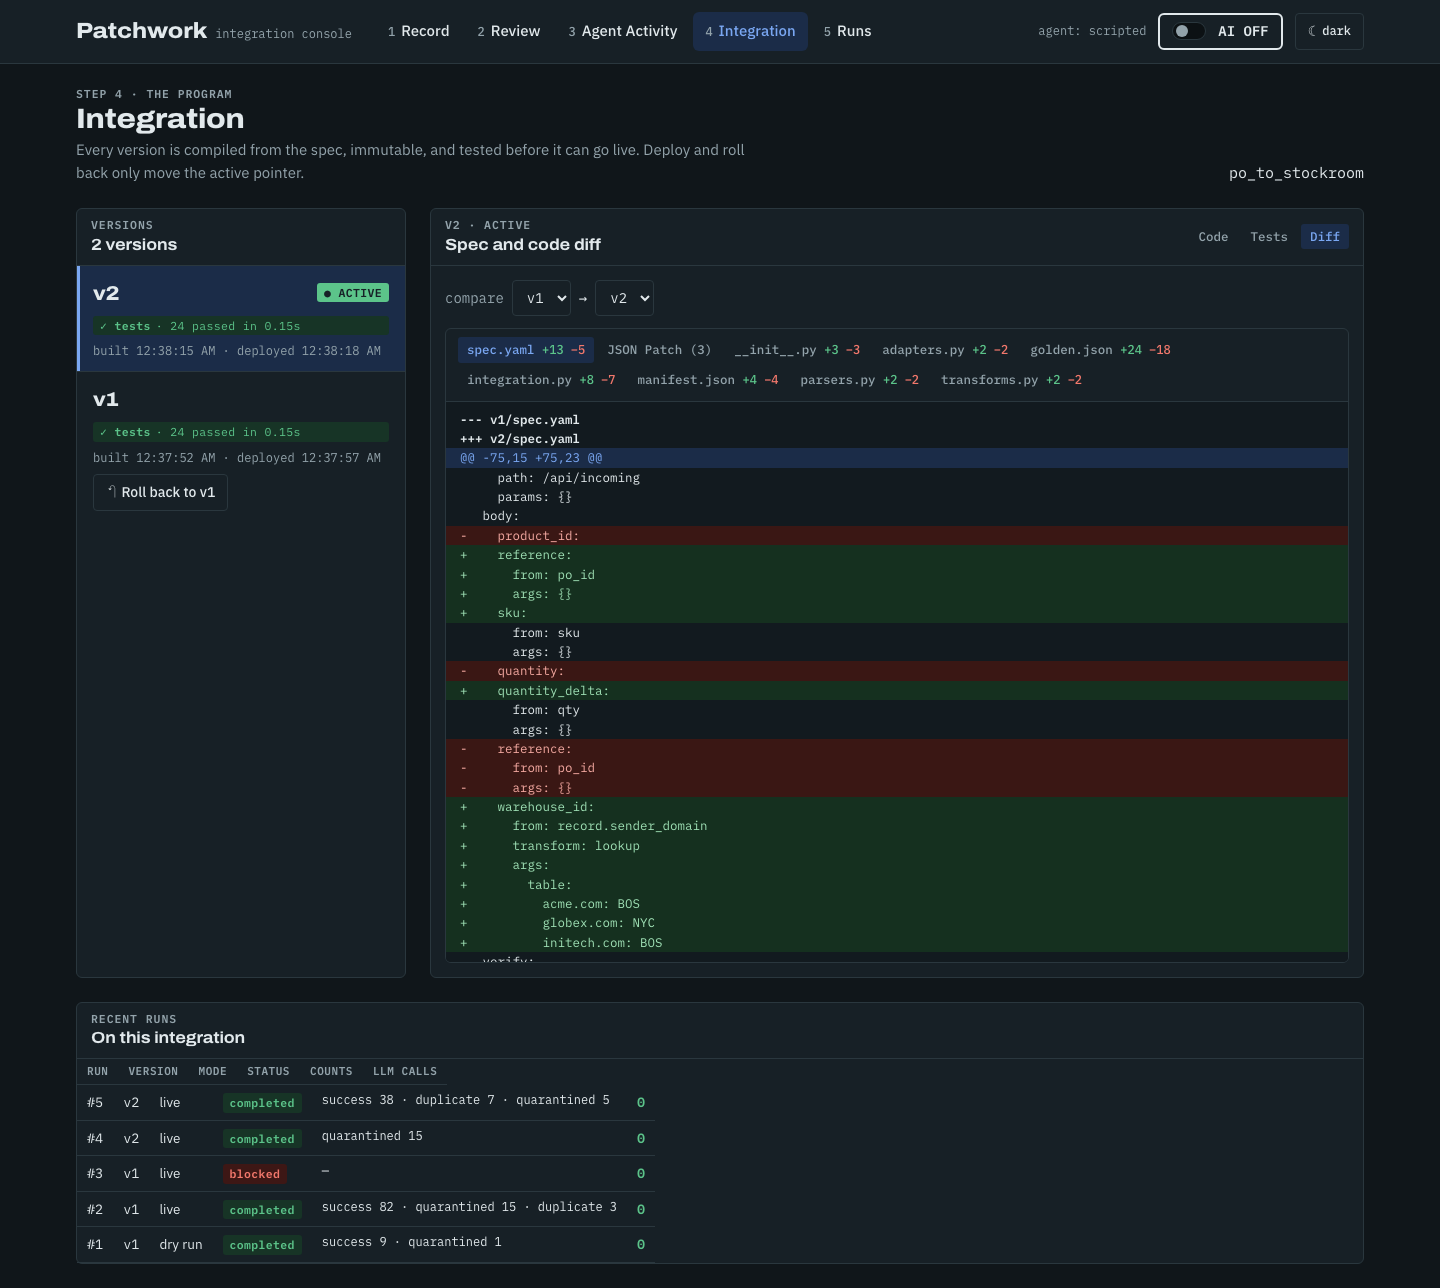 Patchwork integration console 1 Record 2 Review 3 Agent Activity 4 Integration 5 Runs agent: scripted AI OFF ☾ dark
STEP 4 · THE PROGRAM
Integration
Every version is compiled from the spec, immutable, and tested before it can go live. Deploy and roll
back only move the active pointer.
po_to_stockroom
VERSIONS
2 versions
v2 ● ACTIVE
✓ tests · 24 passed in 0.15s
built 12:38:15 AM · deployed 12:38:18 AM
v1
✓ tests · 24 passed in 0.15s
built 12:37:52 AM · deployed 12:37:57 AM
Roll back to v1
V2 · ACTIVE
Spec and code diff
Code Tests Diff
compare v1 → v2
spec.yaml +13 −5 JSON Patch (3) __init__.py +3 −3 adapters.py +2 −2 golden.json +24 −18
integration.py +8 −7 manifest.json +4 −4 parsers.py +2 −2 transforms.py +2 −2
--- v1/spec.yaml
+++ v2/spec.yaml
@@ -75,15 +75,23 @@
path: /api/incoming
params: {}
body:
- product_id:
+ reference:
+ from: po_id
+ args: {}
+ sku:
from: sku
args: {}
- quantity:
+ quantity_delta:
from: qty
args: {}
- reference:
- from: po_id
- args: {}
+ warehouse_id:
+ from: record.sender_domain
+ transform: lookup
+ args:
+ table:
+ acme.com: BOS
+ globex.com: NYC
+ initech.com: BOS
verify:
RECENT RUNS
On this integration
RUN VERSION MODE STATUS COUNTS LLM CALLS
#5 v2 live completed success 38 · duplicate 7 · quarantined 5 0
#4 v2 live completed quarantined 15 0
#3 v1 live blocked — 0
#2 v1 live completed success 82 · quarantined 15 · duplicate 3 0
#1 v1 dry run completed success 9 · quarantined 1 0